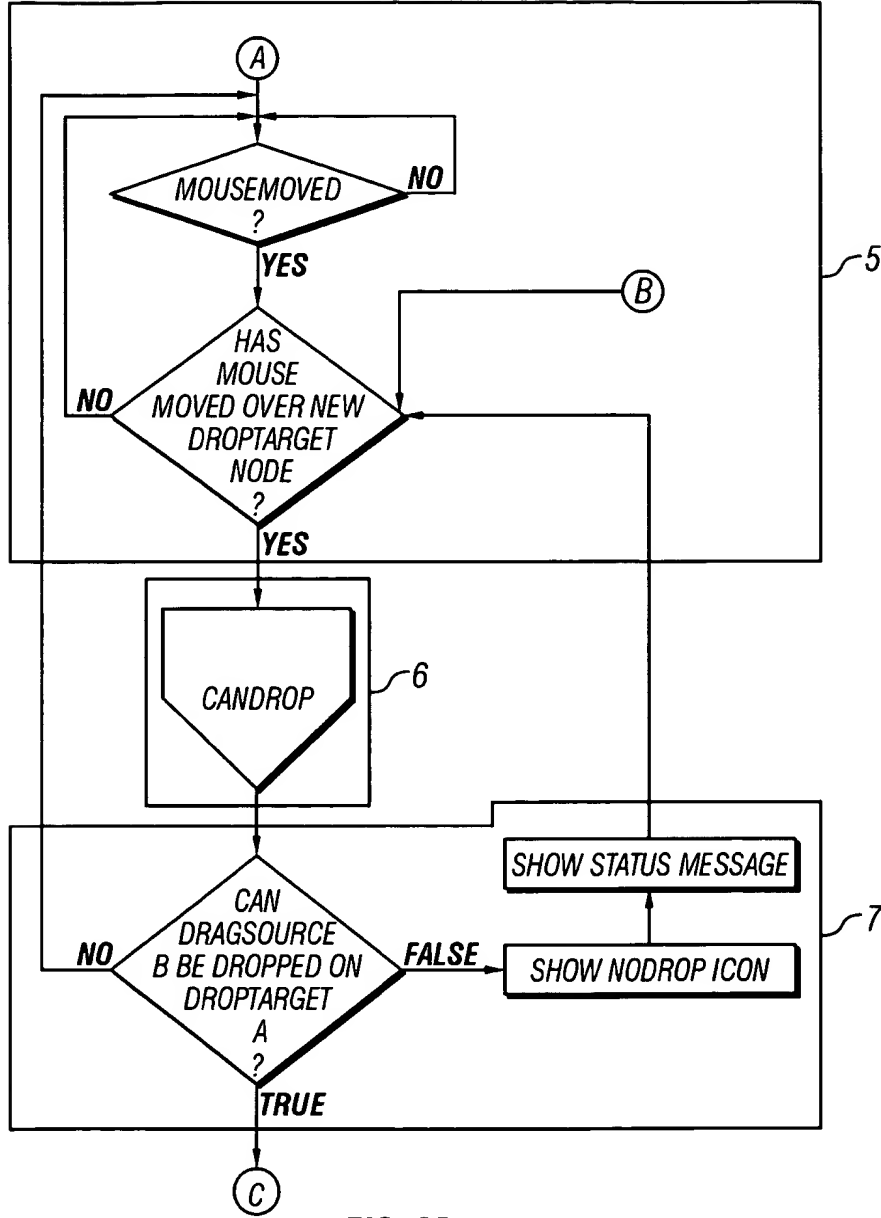 A
MOUSEMOVED
?
NO
YES
5
B
HAS
MOUSE
MOVED OVER NEW
DROPTARGET
NODE
?
NO
YES
CANDROP
6
SHOW STATUS MESSAGE
7
CAN
DRAGSOURCE
B BE DROPPED ON
DROPTARGET
A
?
NO
FALSE
SHOW NODROP ICON
TRUE
C